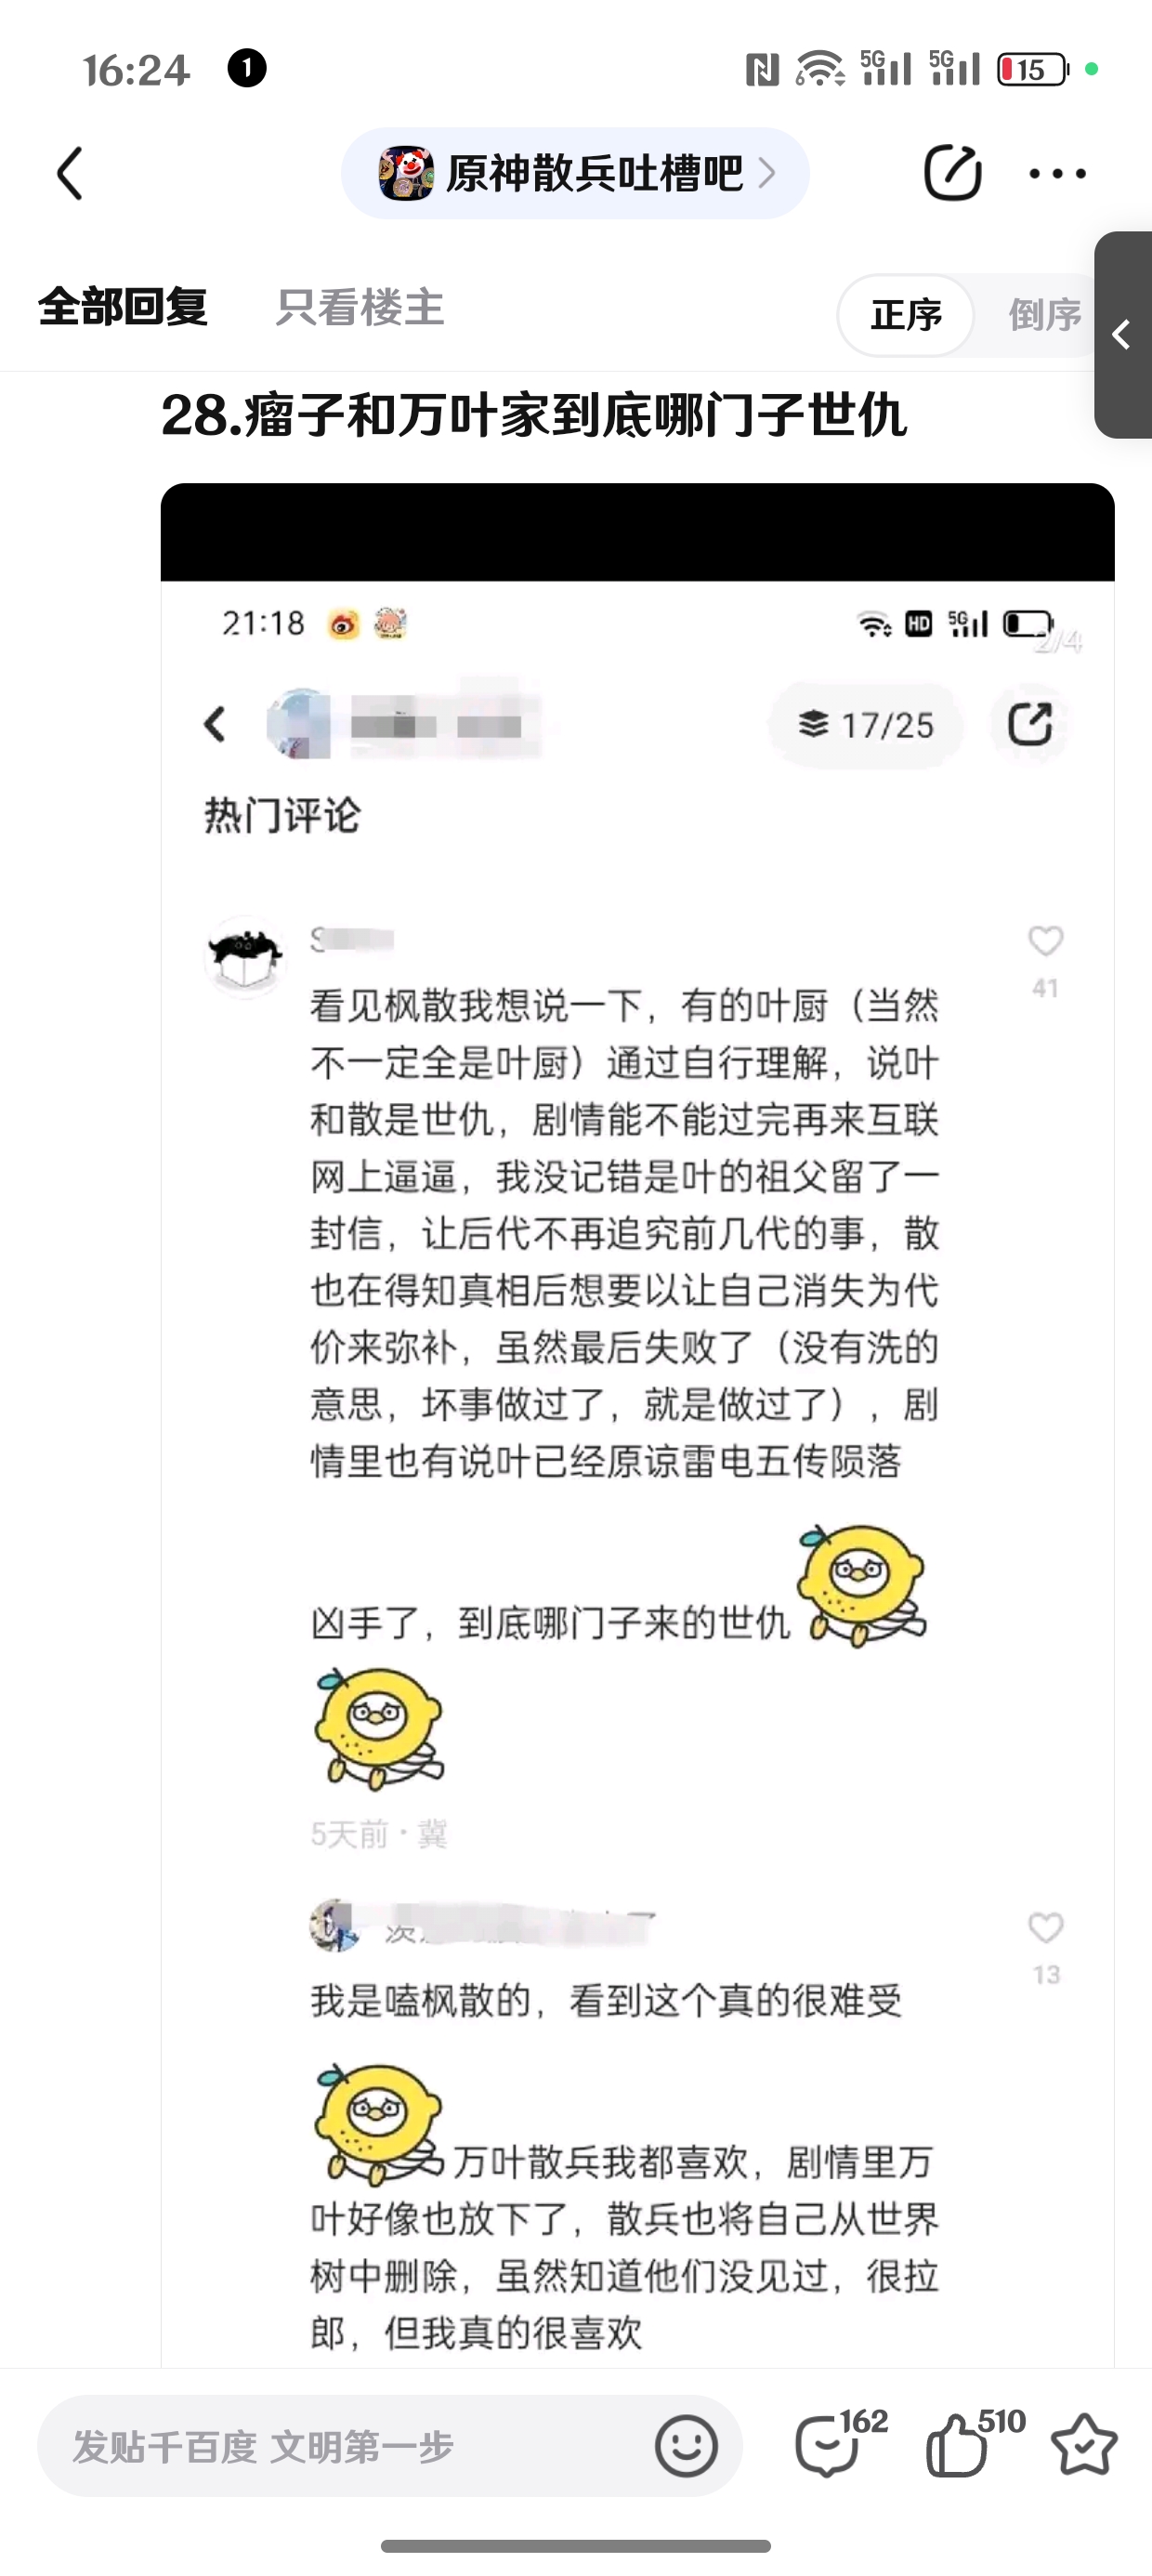 16:24
1
6
5G
5G
15
原神散兵吐槽吧
全部回复
只看楼主
正序
倒序
28.瘤子和万叶家到底哪门子世仇
21:18
HD
5G
2/4
17/25
热门评论
S
41
看见枫散我想说一下，有的叶厨（当然
不一定全是叶厨）通过自行理解，说叶
和散是世仇，剧情能不能过完再来互联
网上逼逼，我没记错是叶的祖父留了一
封信，让后代不再追究前几代的事，散
也在得知真相后想要以让自己消失为代
价来弥补，虽然最后失败了（没有洗的
意思，坏事做过了，就是做过了），剧
情里也有说叶已经原谅雷电五传陨落
凶手了，到底哪门子来的世仇
5天前·冀
13
我是嗑枫散的，看到这个真的很难受
万叶散兵我都喜欢，剧情里万
叶好像也放下了，散兵也将自己从世界
树中删除，虽然知道他们没见过，很拉
郎，但我真的很喜欢
发贴千百度 文明第一步
162
510